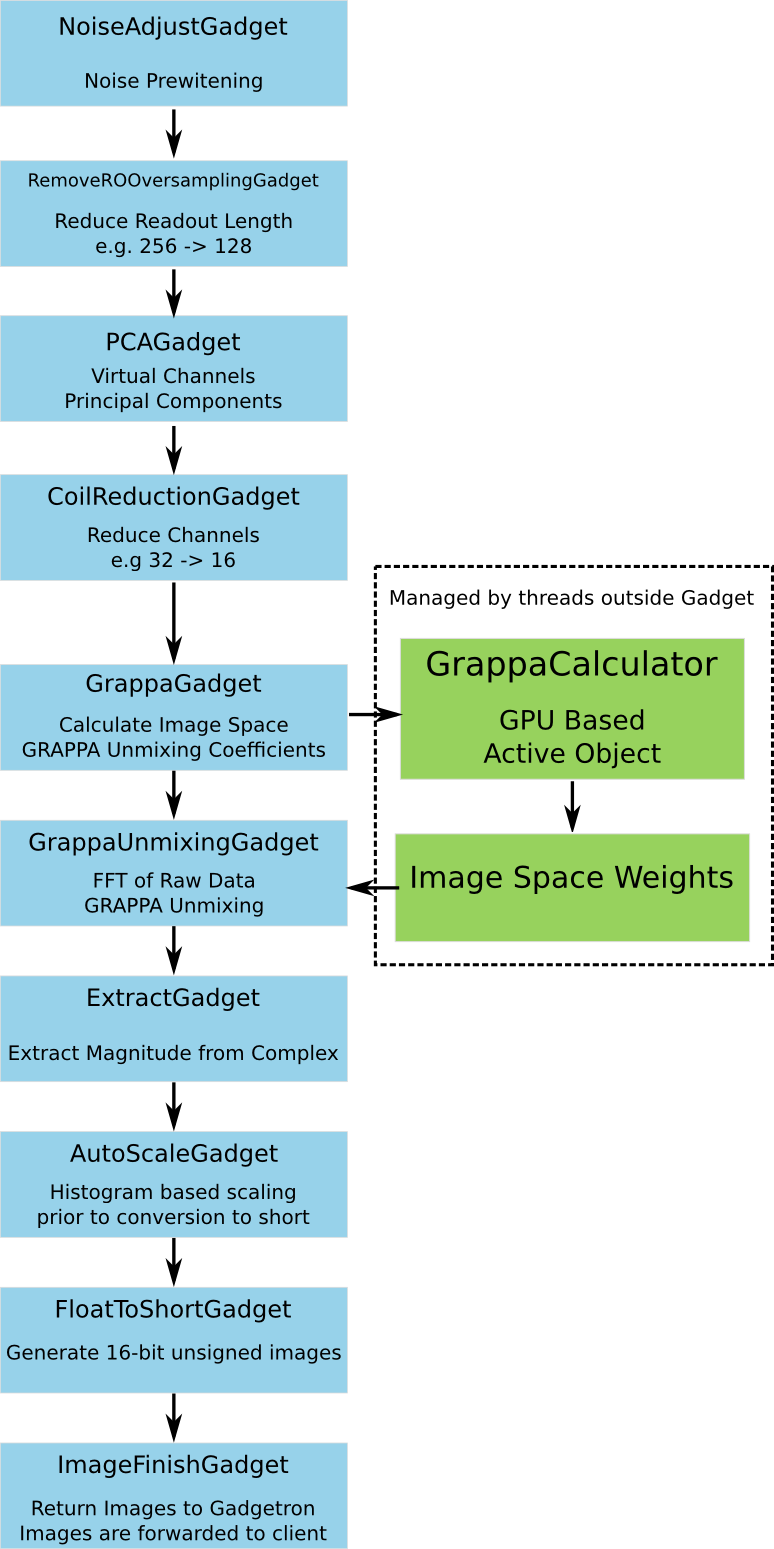 NoiseAdjustGadget
Noise Prewitening
RemoveROOversamplingGadget
Reduce Readout Length
e.g. 256 -> 128
PCAGadget
Virtual Channels
Principal Components
CoilReductionGadget
Reduce Channels
e.g 32 -> 16
GrappaGadget
Calculate Image Space
GRAPPA Unmixing Coefficients
Managed by threads outside Gadget
GrappaCalculator
GPU Based
Active Object
Image Space Weights
GrappaUnmixingGadget
FFT of Raw Data
GRAPPA Unmixing
ExtractGadget
Extract Magnitude from Complex
AutoScaleGadget
Histogram based scaling
prior to conversion to short
FloatToShortGadget
Generate 16-bit unsigned images
ImageFinishGadget
Return Images to Gadgetron
Images are forwarded to client